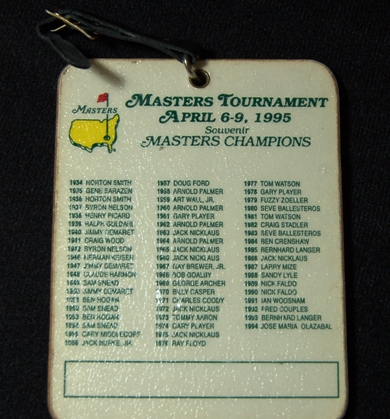 MASTERS
MASTERS TOURNAMENT
APRIL 6-9, 1995
Souvenir
MASTERS CHAMPIONS
1934 HORTON SMITH
1935 GENE SARAZEN
1936 HORTON SMITH
1937 BYRON NELSON
1938 HENRY PICARD
1939 RALPH GULDAHL
1940 JIMMY DEMARET
1941 CRAIG WOOD
1942 BYRON NELSON
1946 HERMAN KEISER
1947 JIMMY DEMARET
1948 CLAUDE HARMON
1949 SAM SNEAD
1950 JIMMY DEMARET
1951 BEN HOGAN
1952 SAM SNEAD
1953 BEN HOGAN
1954 SAM SNEAD
1955 CARY MIDDLECOFF
1956 JACK BURKE, JR.
1957 DOUG FORD
1958 ARNOLD PALMER
1959 ART WALL, JR.
1960 ARNOLD PALMER
1961 GARY PLAYER
1962 ARNOLD PALMER
1963 JACK NICKLAUS
1964 ARNOLD PALMER
1965 JACK NICKLAUS
1966 JACK NICKLAUS
1967 GAY BREWER, JR.
1968 BOB GOALBY
1969 GEORGE ARCHER
1970 BILLY CASPER
1971 CHARLES COODY
1972 JACK NICKLAUS
1973 TOMMY AARON
1974 GARY PLAYER
1975 JACK NICKLAUS
1976 RAY FLOYD
1977 TOM WATSON
1978 GARY PLAYER
1979 FUZZY ZOELLER
1980 SEVE BALLESTEROS
1981 TOM WATSON
1982 CRAIG STADLER
1983 SEVE BALLESTEROS
1984 BEN CRENSHAW
1985 BERNHARD LANGER
1986 JACK NICKLAUS
1987 LARRY MIZE
1988 SANDY LYLE
1989 NICK FALDO
1990 NICK FALDO
1991 IAN WOOSNAM
1992 FRED COUPLES
1993 BERNHARD LANGER
1994 JOSE MARIA OLAZABAL